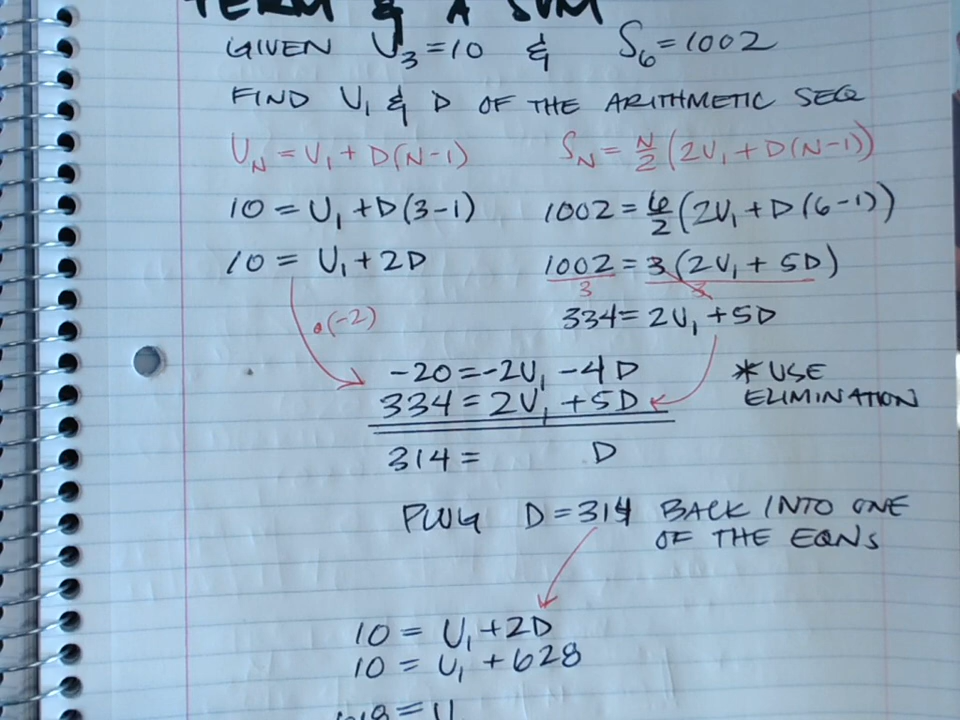 TERM & A SUM
GIVEN U₃=10 & S₆=1002
FIND U₁ & D OF THE ARITHMETIC SEQ
Uₙ = U₁ + D(N-1) Sₙ = N/2 (2U₁ + D(N-1))
10 = U₁ + D(3-1) 1002 = 6/2 (2U₁ + D(6-1))
10 = U₁ + 2D 1002 = 3(2U₁ + 5D)
3 3
•(-2) 334 = 2U₁ + 5D
-20 = -2U₁ - 4D *USE
334 = 2U₁ + 5D ELIMINATION
314 = D
PLUG D = 314 BACK INTO ONE
OF THE EQNS
10 = U₁ + 2D
10 = U₁ + 628